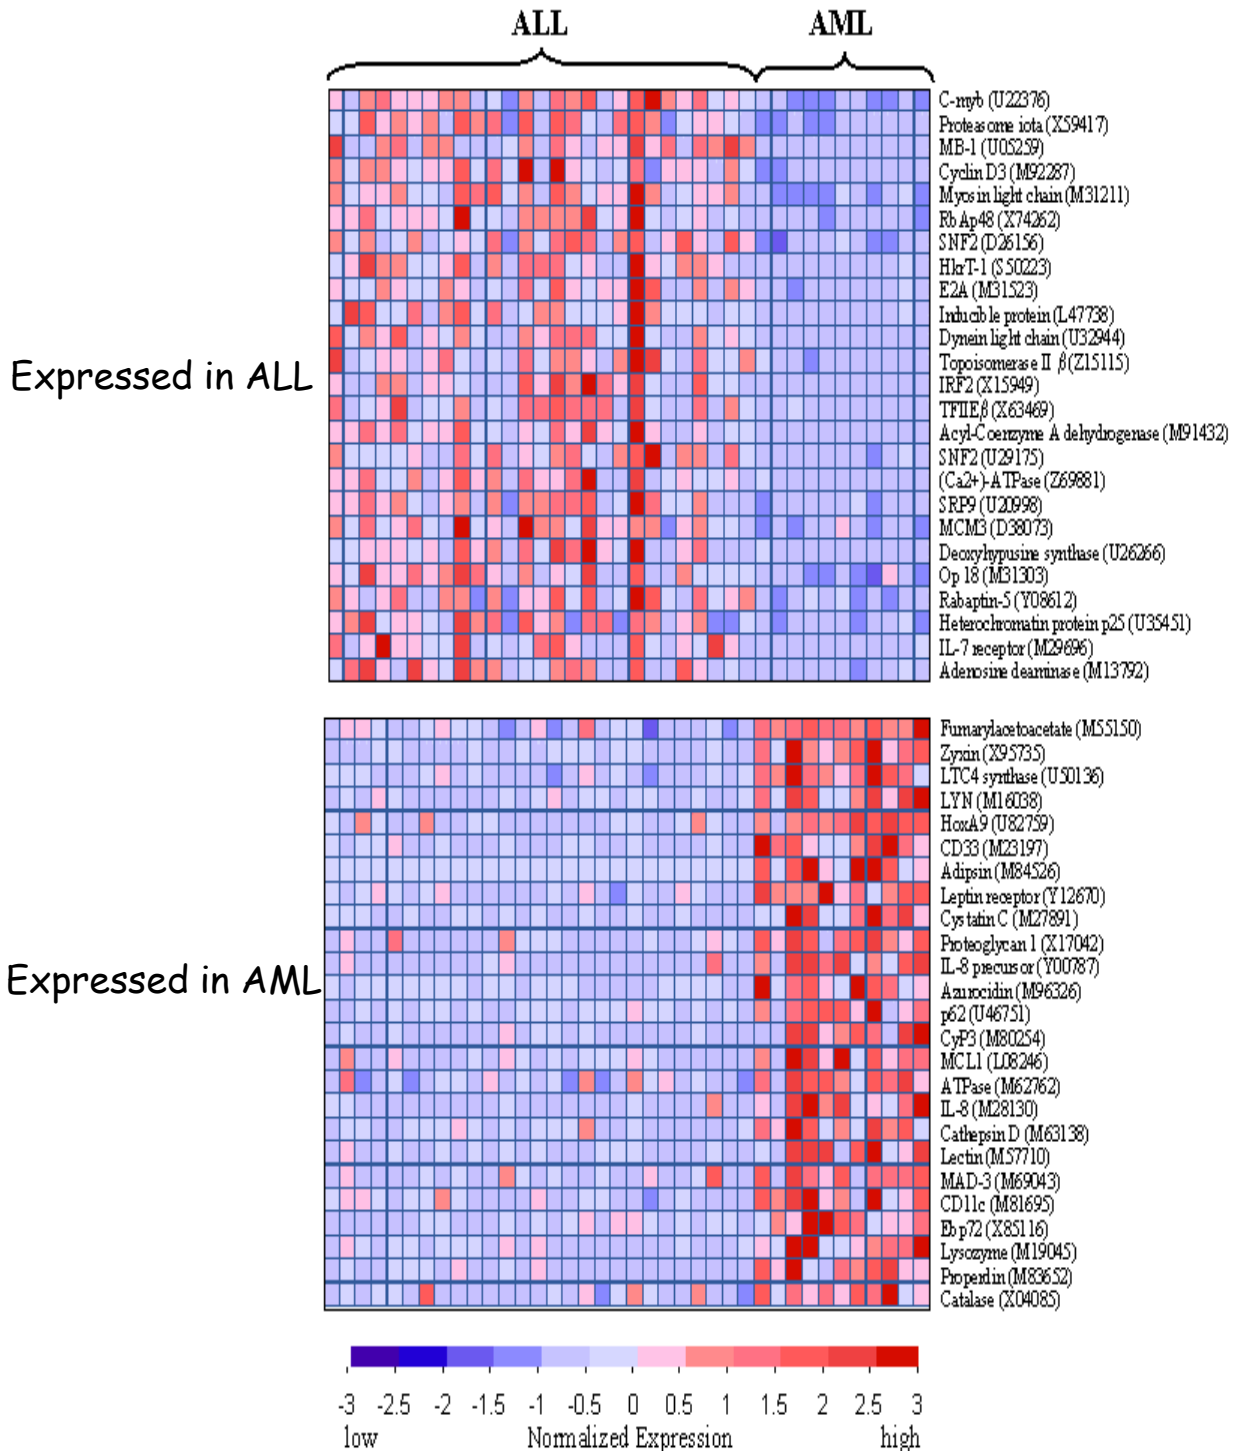 ALL AML
C-myb (U22376)
Proteasome iota (X59417)
MB-1 (U05259)
Cyclin D3 (M92287)
Myosin light chain (M31211)
RbAp48 (X74262)
SNF2 (D26156)
HkrT-1 (S50223)
E2A (M31523)
Inducible protein (L47738)
Dynein light chain (U32944)
Topoisomerase II β (Z15115)
Expressed in ALL
IRF2 (X15949)
TFIIEβ (X63469)
Acyl-Coenzyme A dehydrogenase (M91432)
SNF2 (U29175)
(Ca2+)-ATPase (Z69881)
SRP9 (U20998)
MCM3 (D38073)
Deoxyhypusine synthase (U26266)
Op 18 (M31303)
Rabaptin-5 (Y08612)
Heterochromatin protein p25 (U35451)
IL-7 receptor (M29696)
Adenosine deaminase (M13792)
Fumarylacetoacetate (M55150)
Zyxin (X95735)
LTC4 synthase (U50136)
LYN (M16038)
HoxA9 (U82759)
CD33 (M23197)
Adipsin (M84526)
Leptin receptor (Y12670)
Cystatin C (M27891)
Proteoglycan 1 (X17042)
IL-8 precursor (Y00787)
Expressed in AML
Azurocidin (M96326)
p62 (U46751)
CyP3 (M80254)
MCL1 (L08246)
ATPase (M62762)
IL-8 (M28130)
Cathepsin D (M63138)
Lectin (M57710)
MAD-3 (M69043)
CD11c (M81695)
Ebp72 (X85116)
Lysozyme (M19045)
Properdin (M83652)
Catalase (X04085)
-3 -2.5 -2 -1.5 -1 -0.5 0 0.5 1 1.5 2 2.5 3
low Normalized Expression high